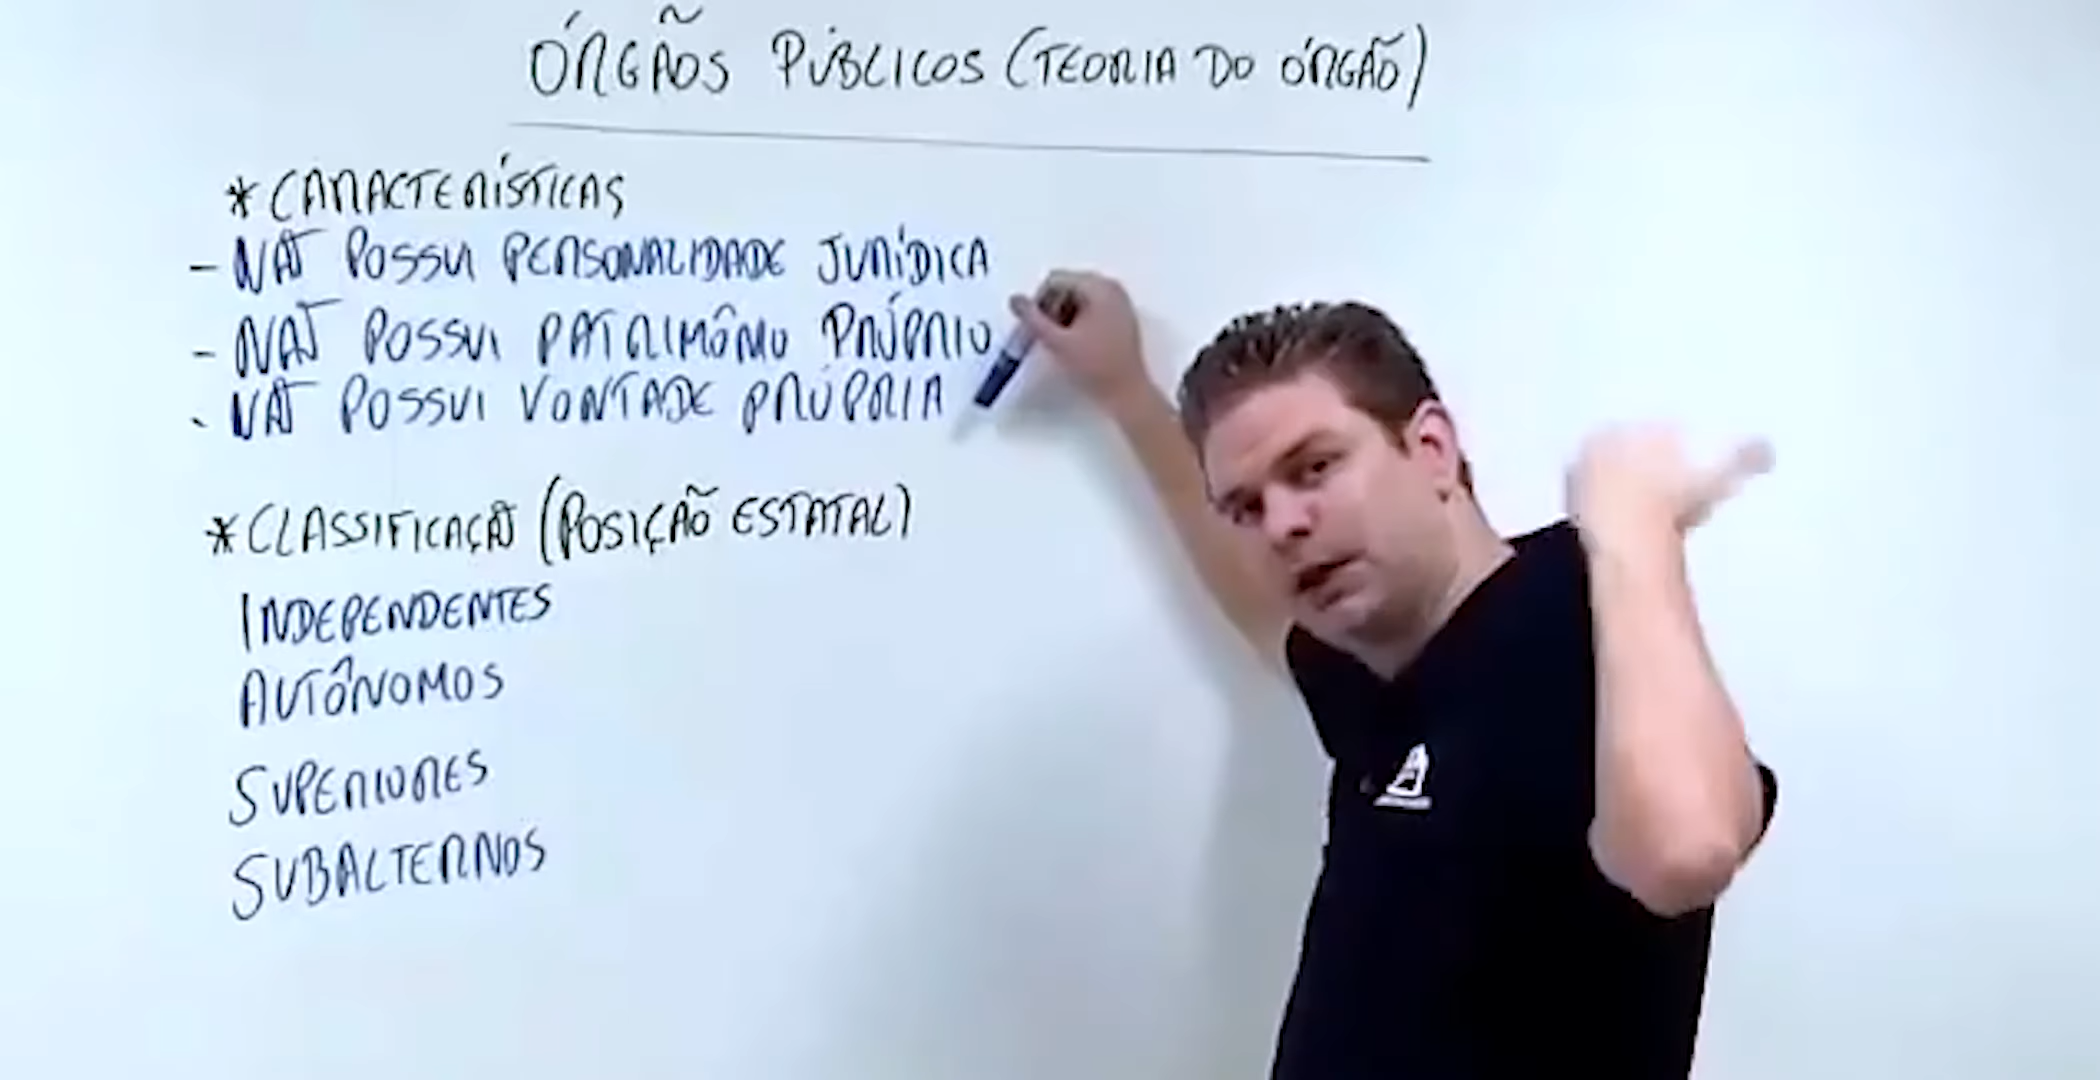 ÓRGÃOS PÚBLICOS (TEORIA DO ÓRGÃO)
* CARACTERÍSTICAS
- NÃO POSSUI PERSONALIDADE JURÍDICA
- NÃO POSSUI PATRIMÔNIO PRÓPRIO
- NÃO POSSUI VONTADE PRÓPRIA
* CLASSIFICAÇÃO (POSIÇÃO ESTATAL)
INDEPENDENTES
AUTÔNOMOS
SUPERIORES
SUBALTERNOS